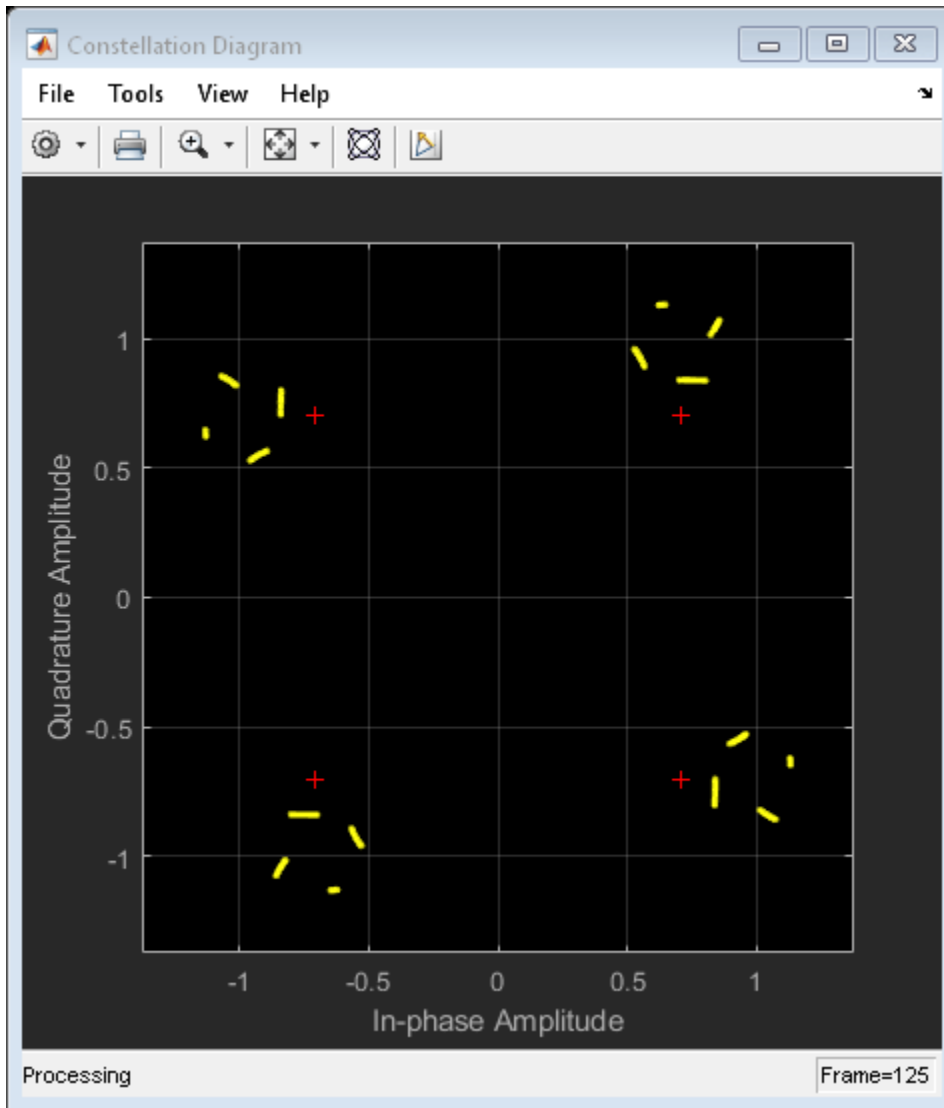 Constellation Diagram
File Tools View Help
1
0.5
0
-0.5
-1
Quadrature Amplitude
-1 -0.5 0 0.5 1
In-phase Amplitude
Processing Frame=125